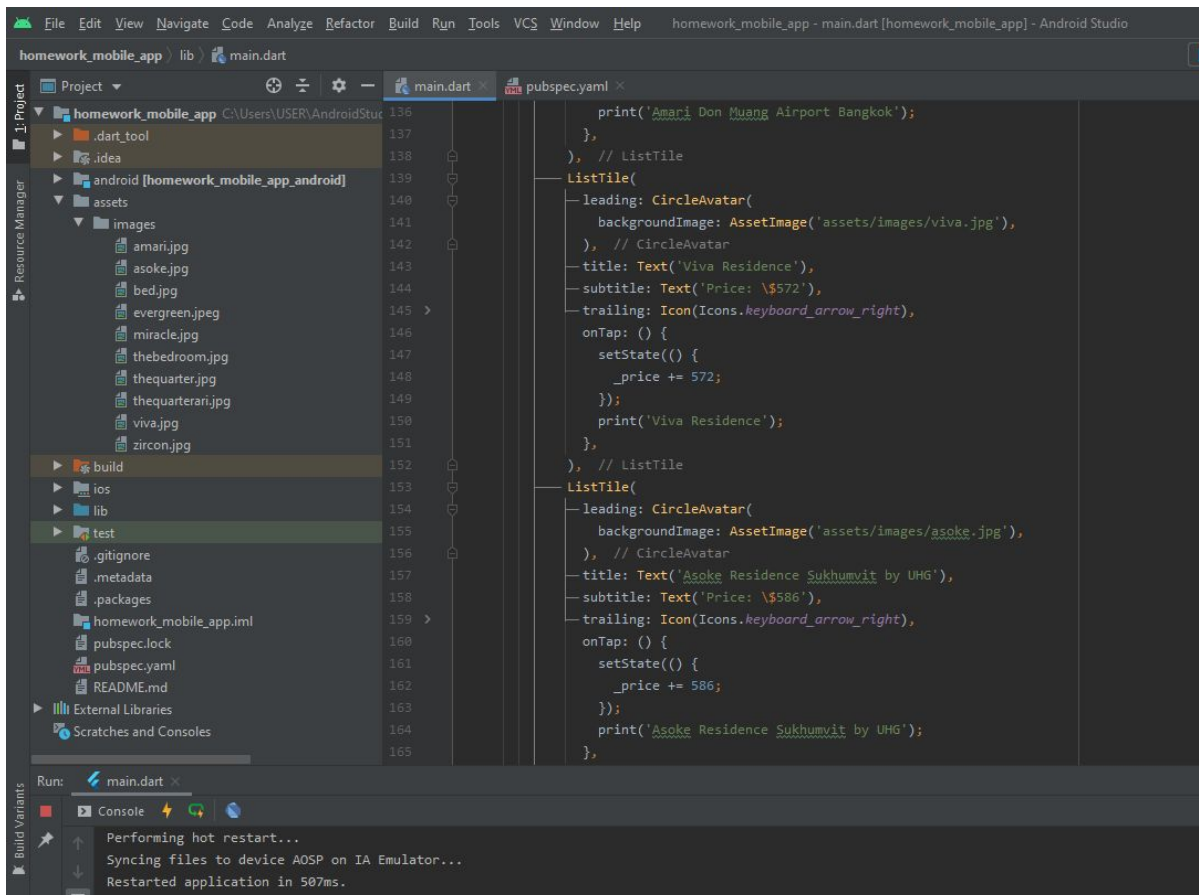 File Edit View Navigate Code Analyze Refactor Build Run Tools VCS Window Help homework_mobile_app - main.dart [homework_mobile_app] - Android Studio
homework_mobile_app lib main.dart
1: Project
Resource Manager
Build Variants
Project
homework_mobile_app C:\Users\USER\AndroidStuc
.dart_tool
.idea
android [homework_mobile_app_android]
assets
images
amari.jpg
asoke.jpg
bed.jpg
evergreen.jpeg
miracle.jpg
thebedroom.jpg
thequarter.jpg
thequarterari.jpg
viva.jpg
zircon.jpg
build
ios
lib
test
.gitignore
.metadata
.packages
homework_mobile_app.iml
pubspec.lock
pubspec.yaml
README.md
External Libraries
Scratches and Consoles
main.dart pubspec.yaml
136 print('Amari Don Muang Airport Bangkok');
137 },
138 ), // ListTile
139 ListTile(
140 leading: CircleAvatar(
141 backgroundImage: AssetImage('assets/images/viva.jpg'),
142 ), // CircleAvatar
143 title: Text('Viva Residence'),
144 subtitle: Text('Price: \$572'),
145 trailing: Icon(Icons.keyboard_arrow_right),
146 onTap: () {
147 setState(() {
148 _price += 572;
149 });
150 print('Viva Residence');
151 },
152 ), // ListTile
153 ListTile(
154 leading: CircleAvatar(
155 backgroundImage: AssetImage('assets/images/asoke.jpg'),
156 ), // CircleAvatar
157 title: Text('Asoke Residence Sukhumvit by UHG'),
158 subtitle: Text('Price: \$586'),
159 trailing: Icon(Icons.keyboard_arrow_right),
160 onTap: () {
161 setState(() {
162 _price += 586;
163 });
164 print('Asoke Residence Sukhumvit by UHG');
165 },
Run: main.dart
Console
Performing hot restart...
Syncing files to device AOSP on IA Emulator...
Restarted application in 507ms.